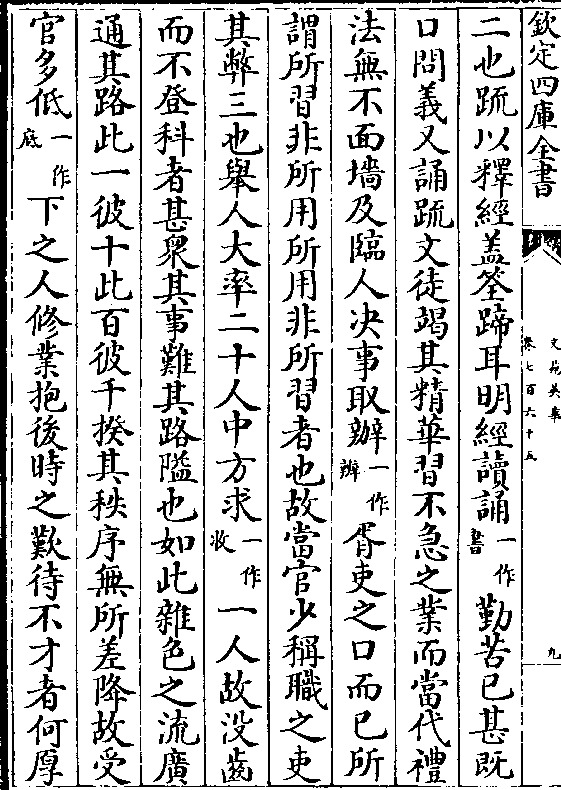 欽定四庫全書
文苑英華
卷七百六十五
九
二也䟽以釋經蓋筌蹄耳明經讀誦一作書勤苦已甚既
口問義又誦䟽文徒竭其精華習不急之業而當代禮
法無不面墻及臨人决事取辦一作辨胥吏之口而已所
謂所習非所用所用非所習者也故當官少稱職之吏
其弊三也舉人大率二十人中方求一作收一人故没齒
而不登科者甚衆其事難其路隘也如此雜色之流廣
通其路此一彼十此百彼千揆其秩序無所差降故受
官多低一作底下之人修業抱後時之歎待不才者何厚